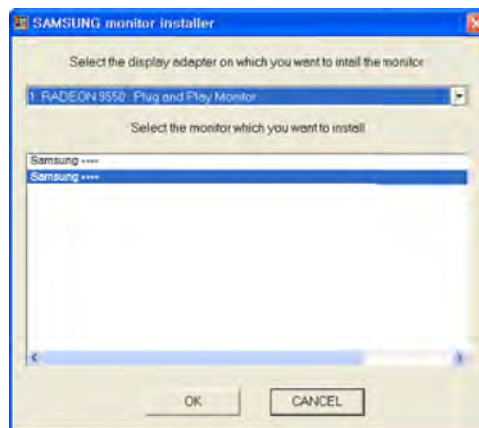 SAMSUNG monitor installer
Select the display adapter on which you want to intall the monitor
1. RADEON 9550 : Plug and Play Monitor
Select the monitor which you want to install
Samsung ****
Samsung ****
OK
CANCEL